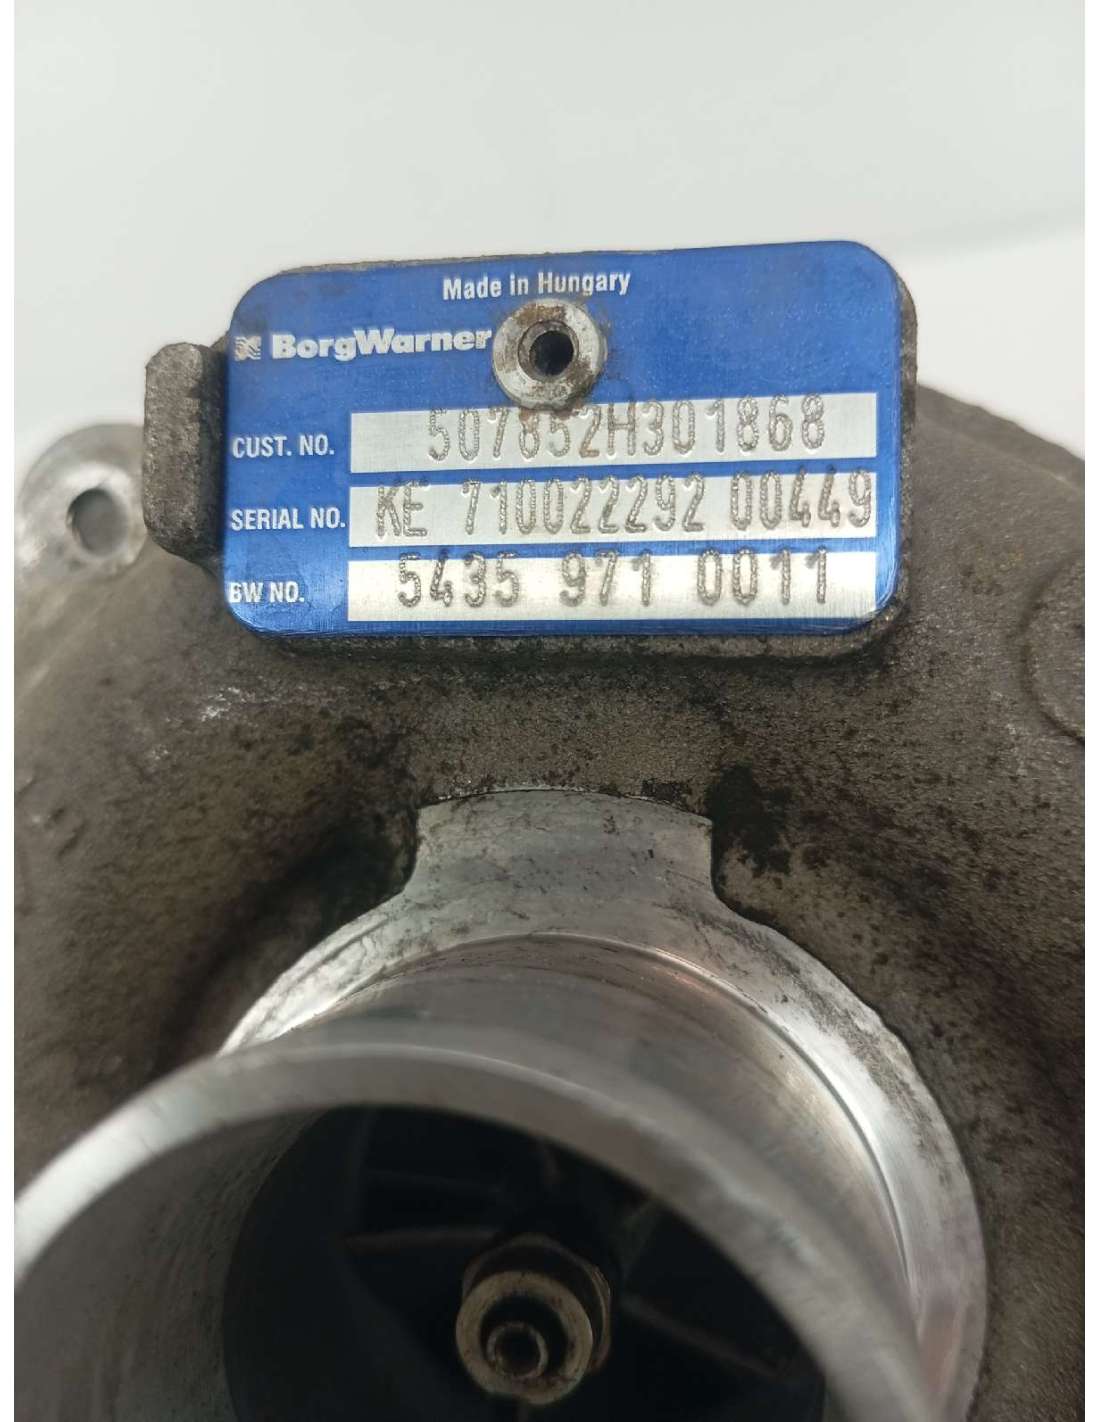 Made in Hungary
BorgWarner
CUST. NO. 507852H301868
SERIAL NO. KE 710022292 00449
BW NO. 5435 971 0011